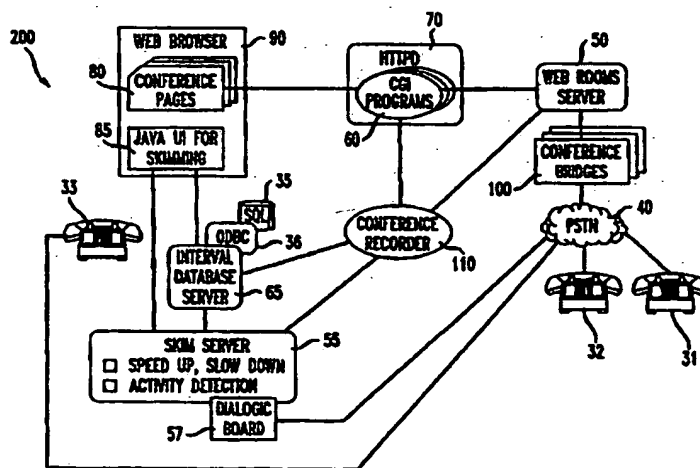 200
WEB BROWSER
90
80
CONFERENCE
PAGES
85
JAVA UI FOR
SKIMMING
70
HTTPD
CGI
PROGRAMS
60
50
WEB ROOMS
SERVER
CONFERENCE
BRIDGES
100
33
35
SQL
ODBC
36
INTERVAL
DATABASE
SERVER
65
CONFERENCE
RECORDER
110
40
PSTN
32
31
55
SKIM SERVER
SPEED UP, SLOW DOWN
ACTIVITY DETECTION
DIALOGIC
BOARD
57